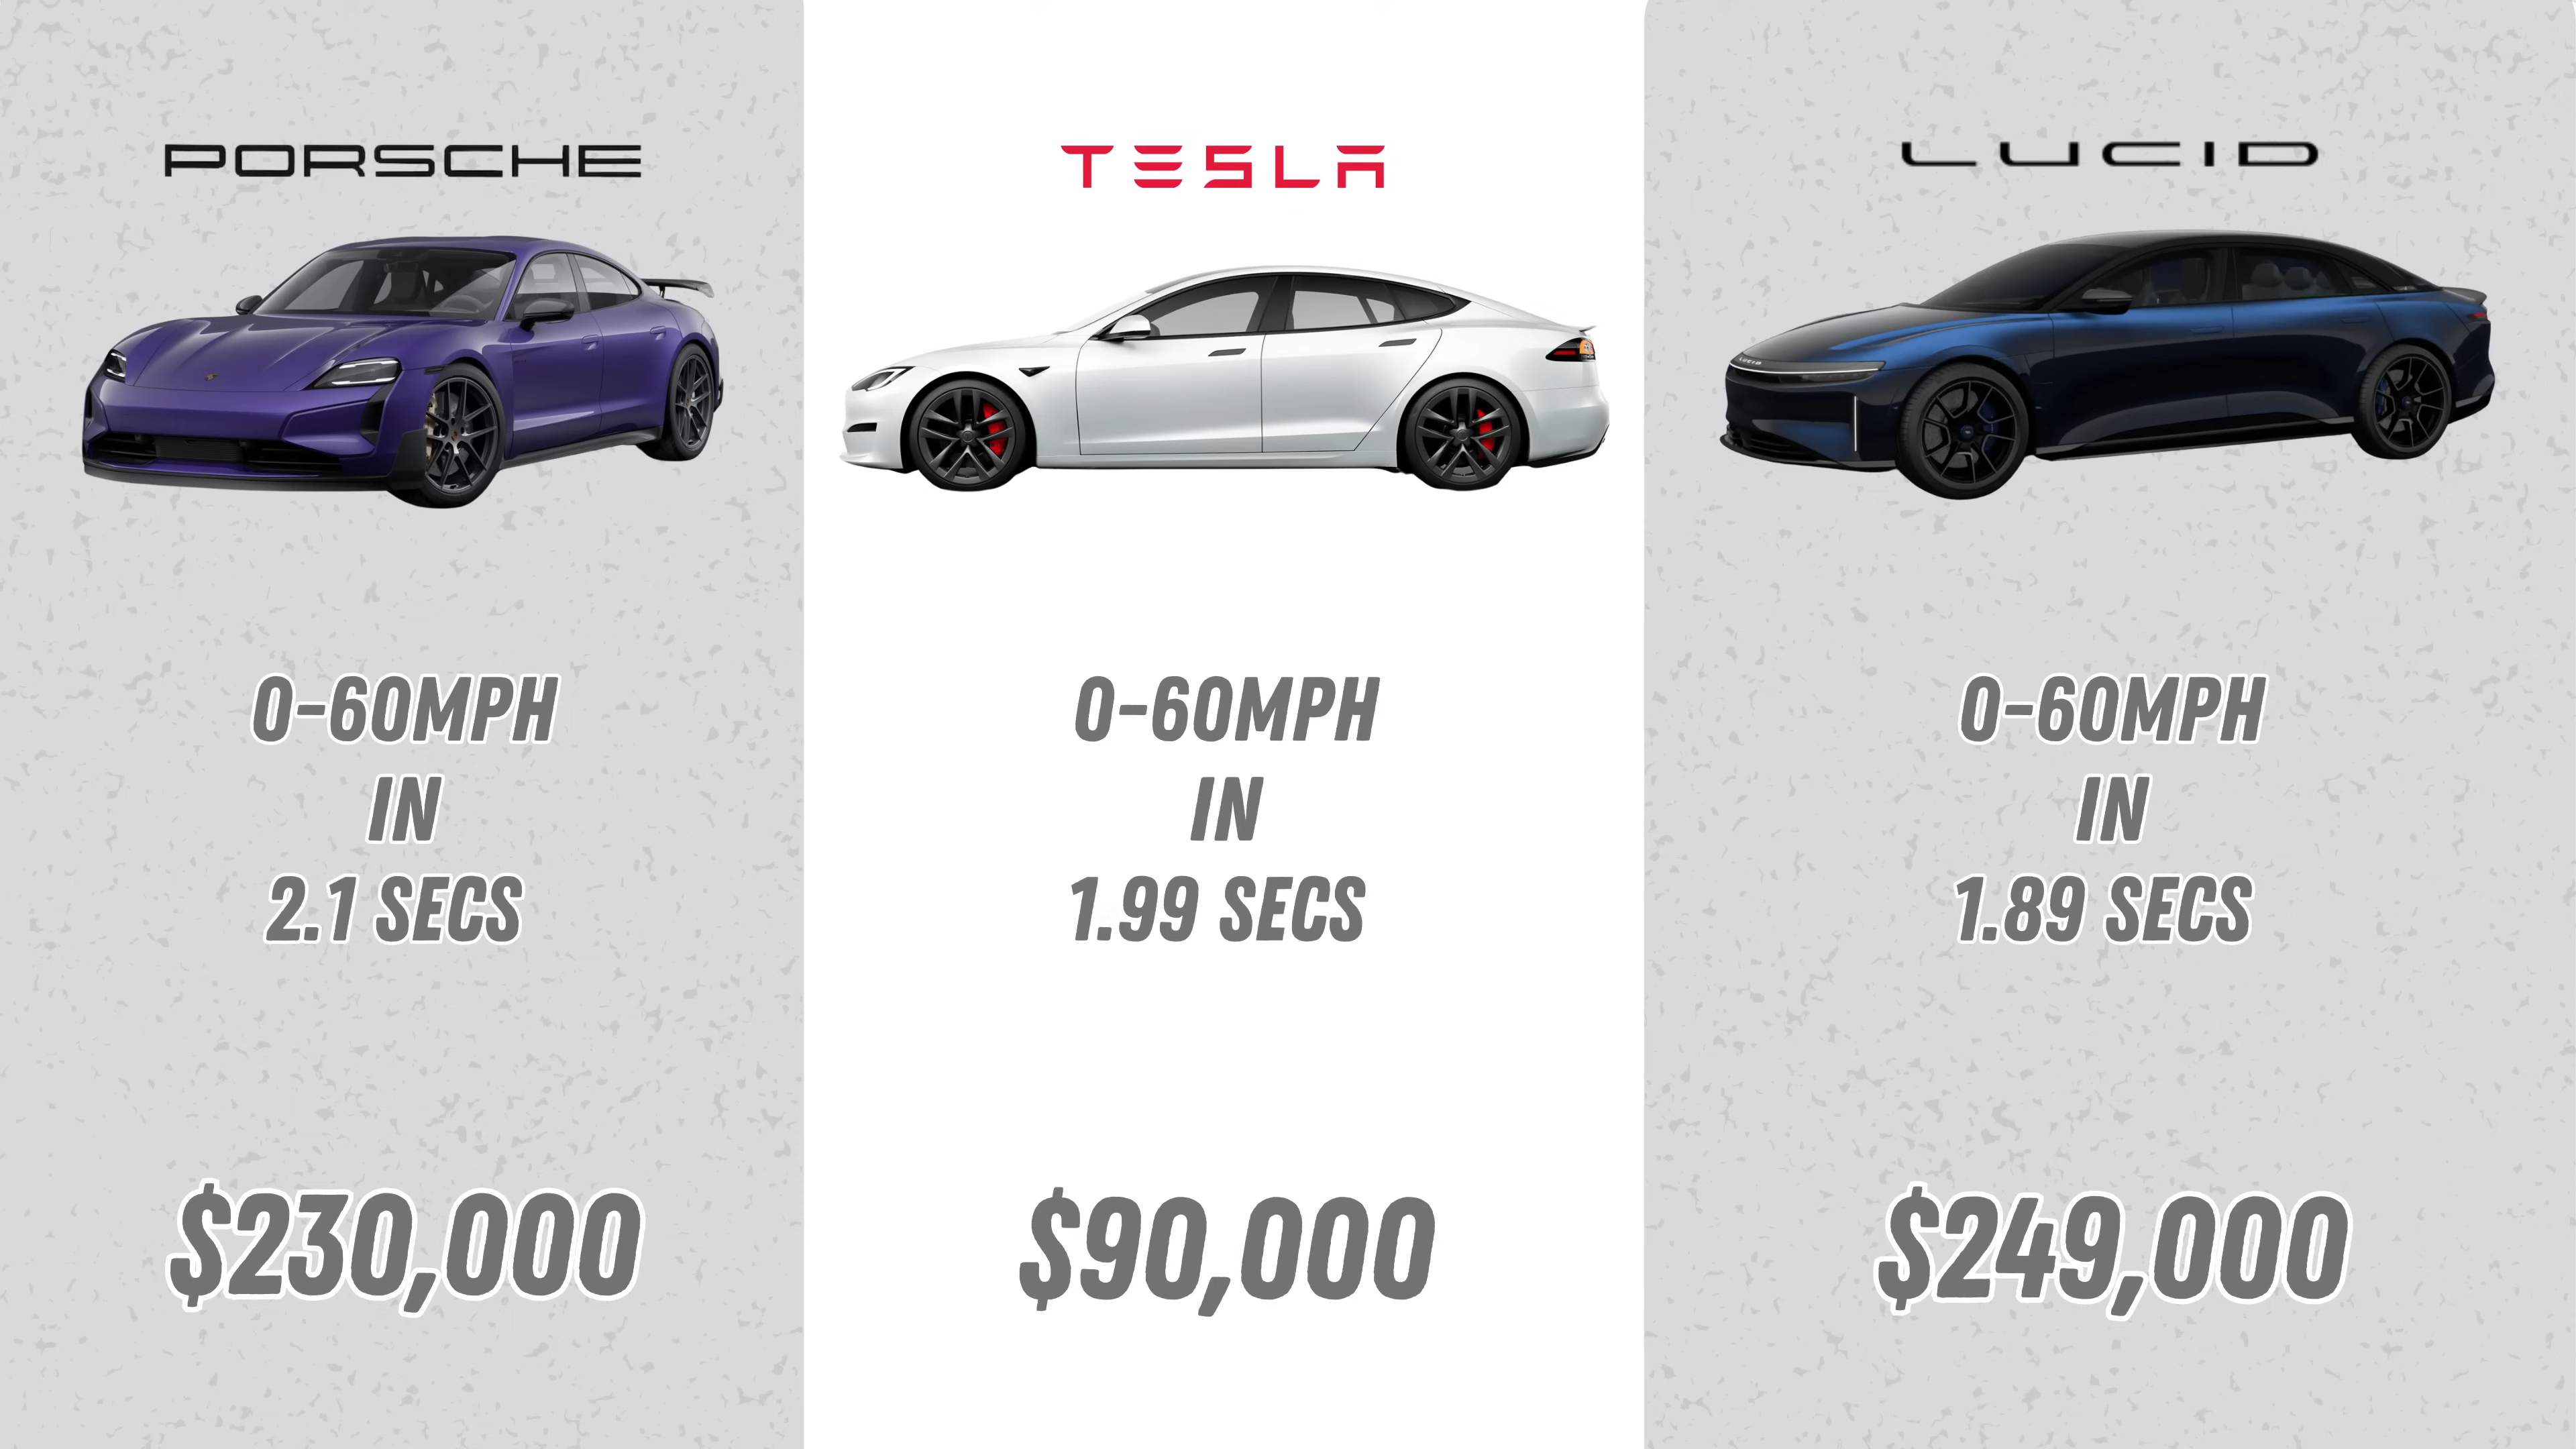 PORSCHE
0-60MPH
IN
2.1 SECS
$230,000
TESLA
0-60MPH
IN
1.99 SECS
$90,000
LUCID
LUCID
0-60MPH
IN
1.89 SECS
$249,000